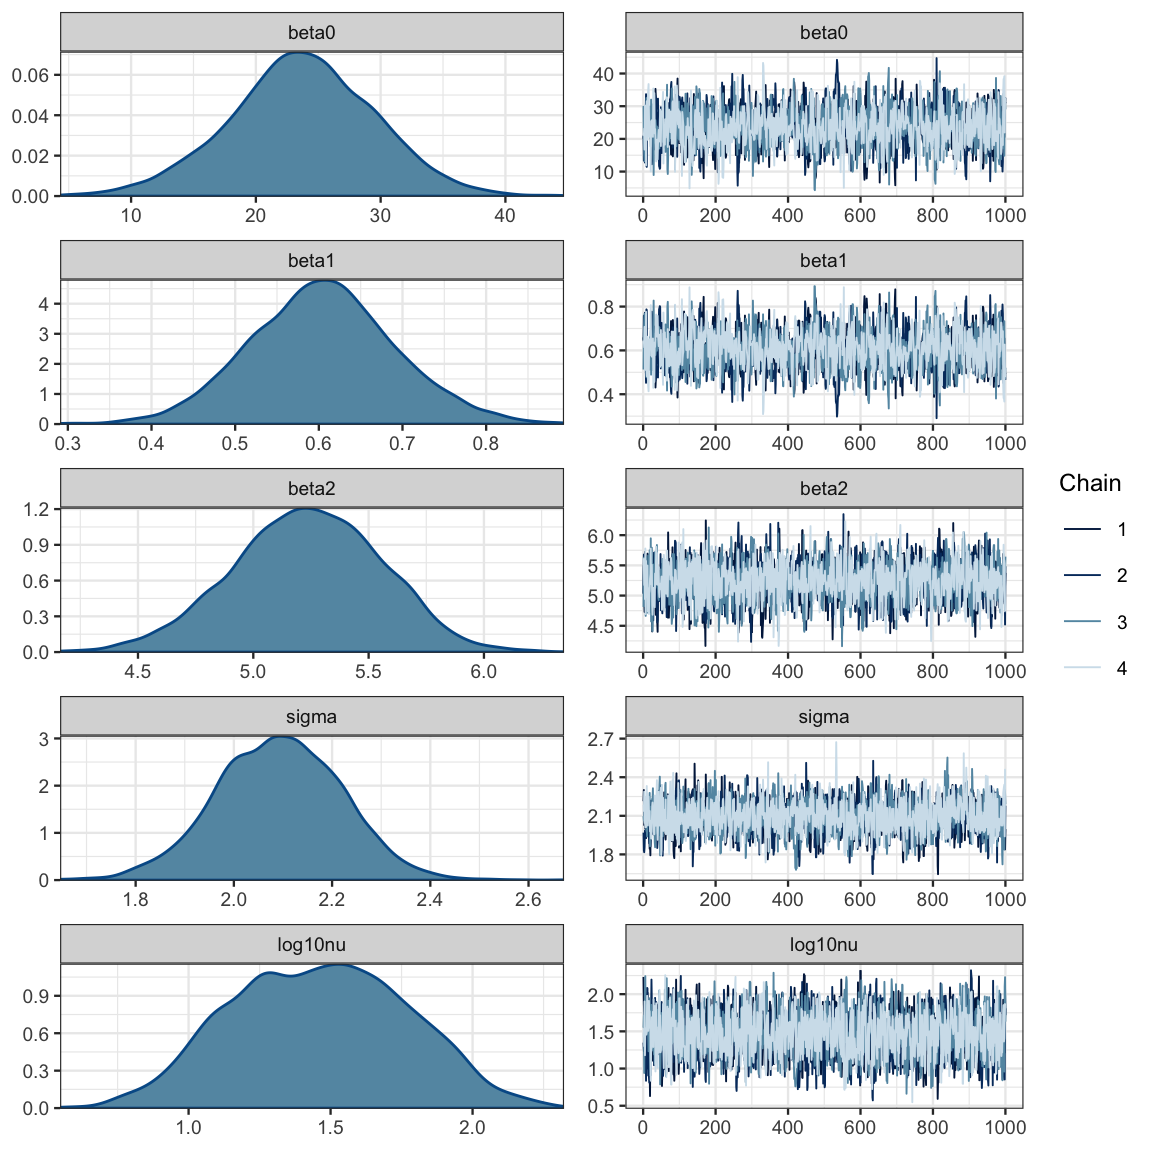 beta0 beta0
0.06
0.04
0.02
0.00
10 20 30 40
40
30
20
10
0 200 400 600 800 1000
beta1 beta1
4
3
2
1
0
0.3 0.4 0.5 0.6 0.7 0.8
0.8
0.6
0.4
0 200 400 600 800 1000
beta2 beta2
1.2
0.9
0.6
0.3
0.0
4.5 5.0 5.5 6.0
6.0
5.5
5.0
4.5
0 200 400 600 800 1000
sigma sigma
3
2
1
0
1.8 2.0 2.2 2.4 2.6
2.7
2.4
2.1
1.8
0 200 400 600 800 1000
log10nu log10nu
0.9
0.6
0.3
0.0
1.0 1.5 2.0
2.0
1.5
1.0
0.5
0 200 400 600 800 1000
Chain
1
2
3
4